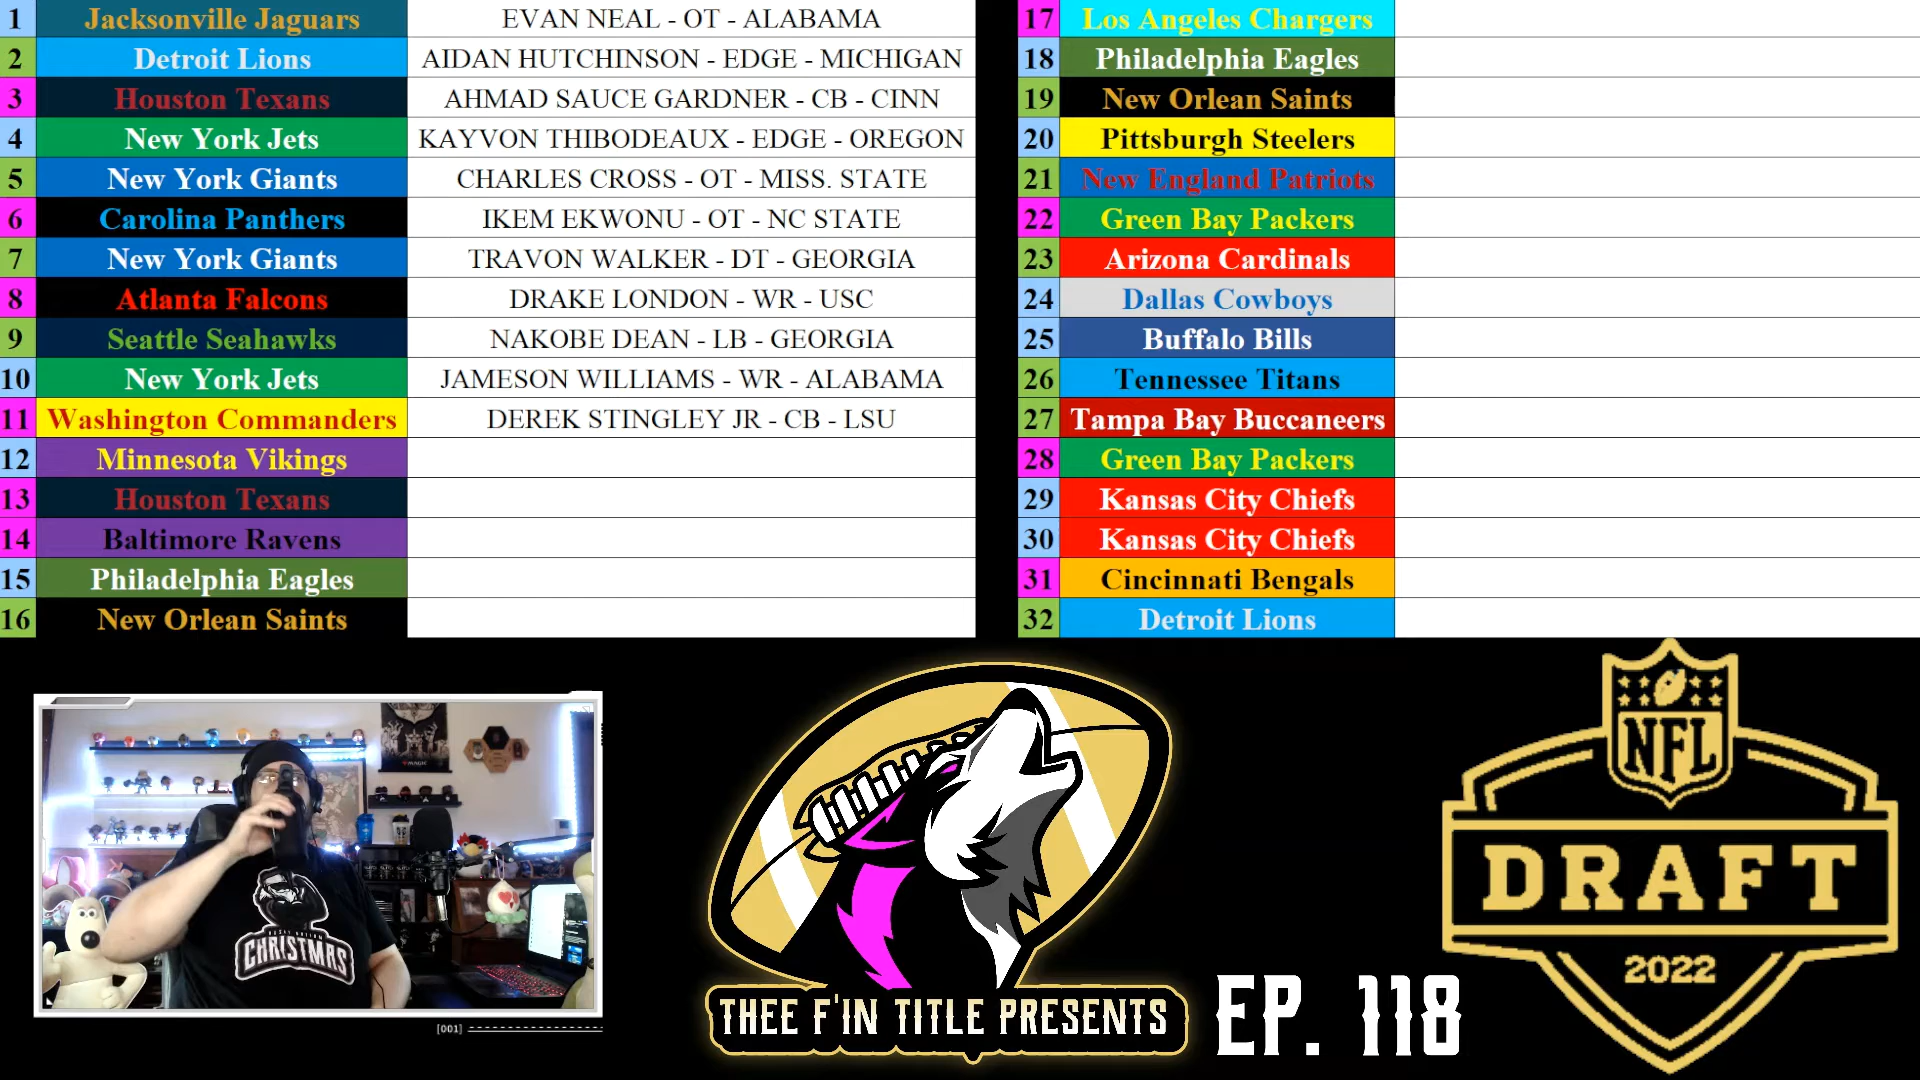 1 Jacksonville Jaguars EVAN NEAL - OT - ALABAMA
2 Detroit Lions AIDAN HUTCHINSON - EDGE - MICHIGAN
3 Houston Texans AHMAD SAUCE GARDNER - CB - CINN
4 New York Jets KAYVON THIBODEAUX - EDGE - OREGON
5 New York Giants CHARLES CROSS - OT - MISS. STATE
6 Carolina Panthers IKEM EKWONU - OT - NC STATE
7 New York Giants TRAVON WALKER - DT - GEORGIA
8 Atlanta Falcons DRAKE LONDON - WR - USC
9 Seattle Seahawks NAKOBE DEAN - LB - GEORGIA
10 New York Jets JAMESON WILLIAMS - WR - ALABAMA
11 Washington Commanders DEREK STINGLEY JR - CB - LSU
12 Minnesota Vikings
13 Houston Texans
14 Baltimore Ravens
15 Philadelphia Eagles
16 New Orlean Saints
17 Los Angeles Chargers
18 Philadelphia Eagles
19 New Orlean Saints
20 Pittsburgh Steelers
21 New England Patriots
22 Green Bay Packers
23 Arizona Cardinals
24 Dallas Cowboys
25 Buffalo Bills
26 Tennessee Titans
27 Tampa Bay Buccaneers
28 Green Bay Packers
29 Kansas City Chiefs
30 Kansas City Chiefs
31 Cincinnati Bengals
32 Detroit Lions
MAGIC
CHRISTMAS
[001]
THEE F'IN TITLE PRESENTS
EP. 118
NFL
DRAFT
2022